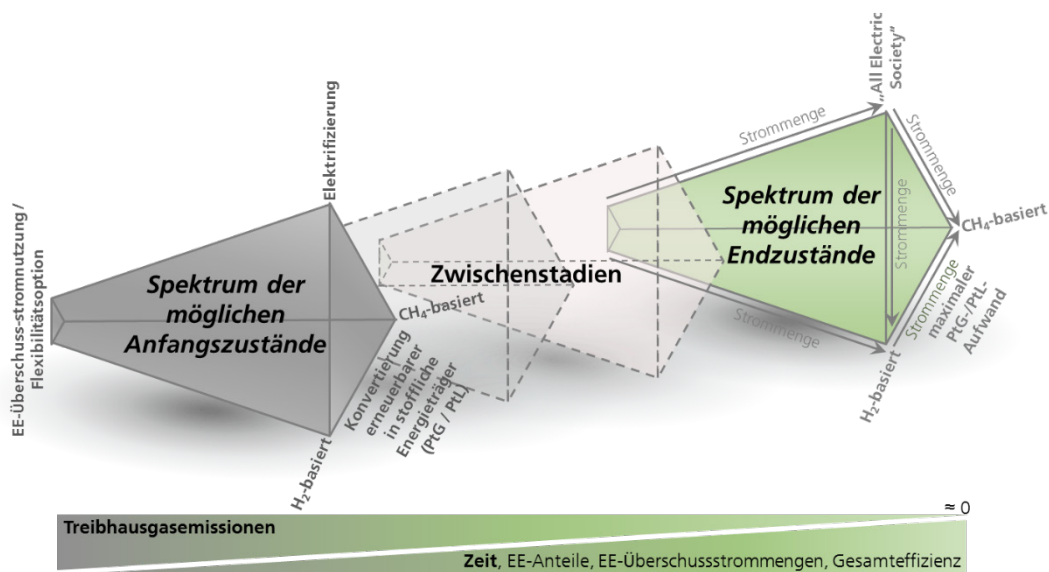 EE-Überschuss-stromnutzung/
Flexibilitätsoption
Spektrum der
möglichen
Anfangszustände
Elektrifizierung
CH₄-basiert
H₂-basiert
Konvertierung
erneuerbarer
in stoffliche
Energieträger
(PtG / PtL)
Zwischenstadien
Spektrum der
möglichen
Endzustände
Strommenge
„All Electric
Society“
Strommenge
Strommenge
CH₄-basiert
Strommenge
Strommenge
maximaler
PtG-/PtL-
Aufwand
H₂-basiert
≈ 0
Treibhausgasemissionen
Zeit, EE-Anteile, EE-Überschussstrommengen, Gesamteffizienz